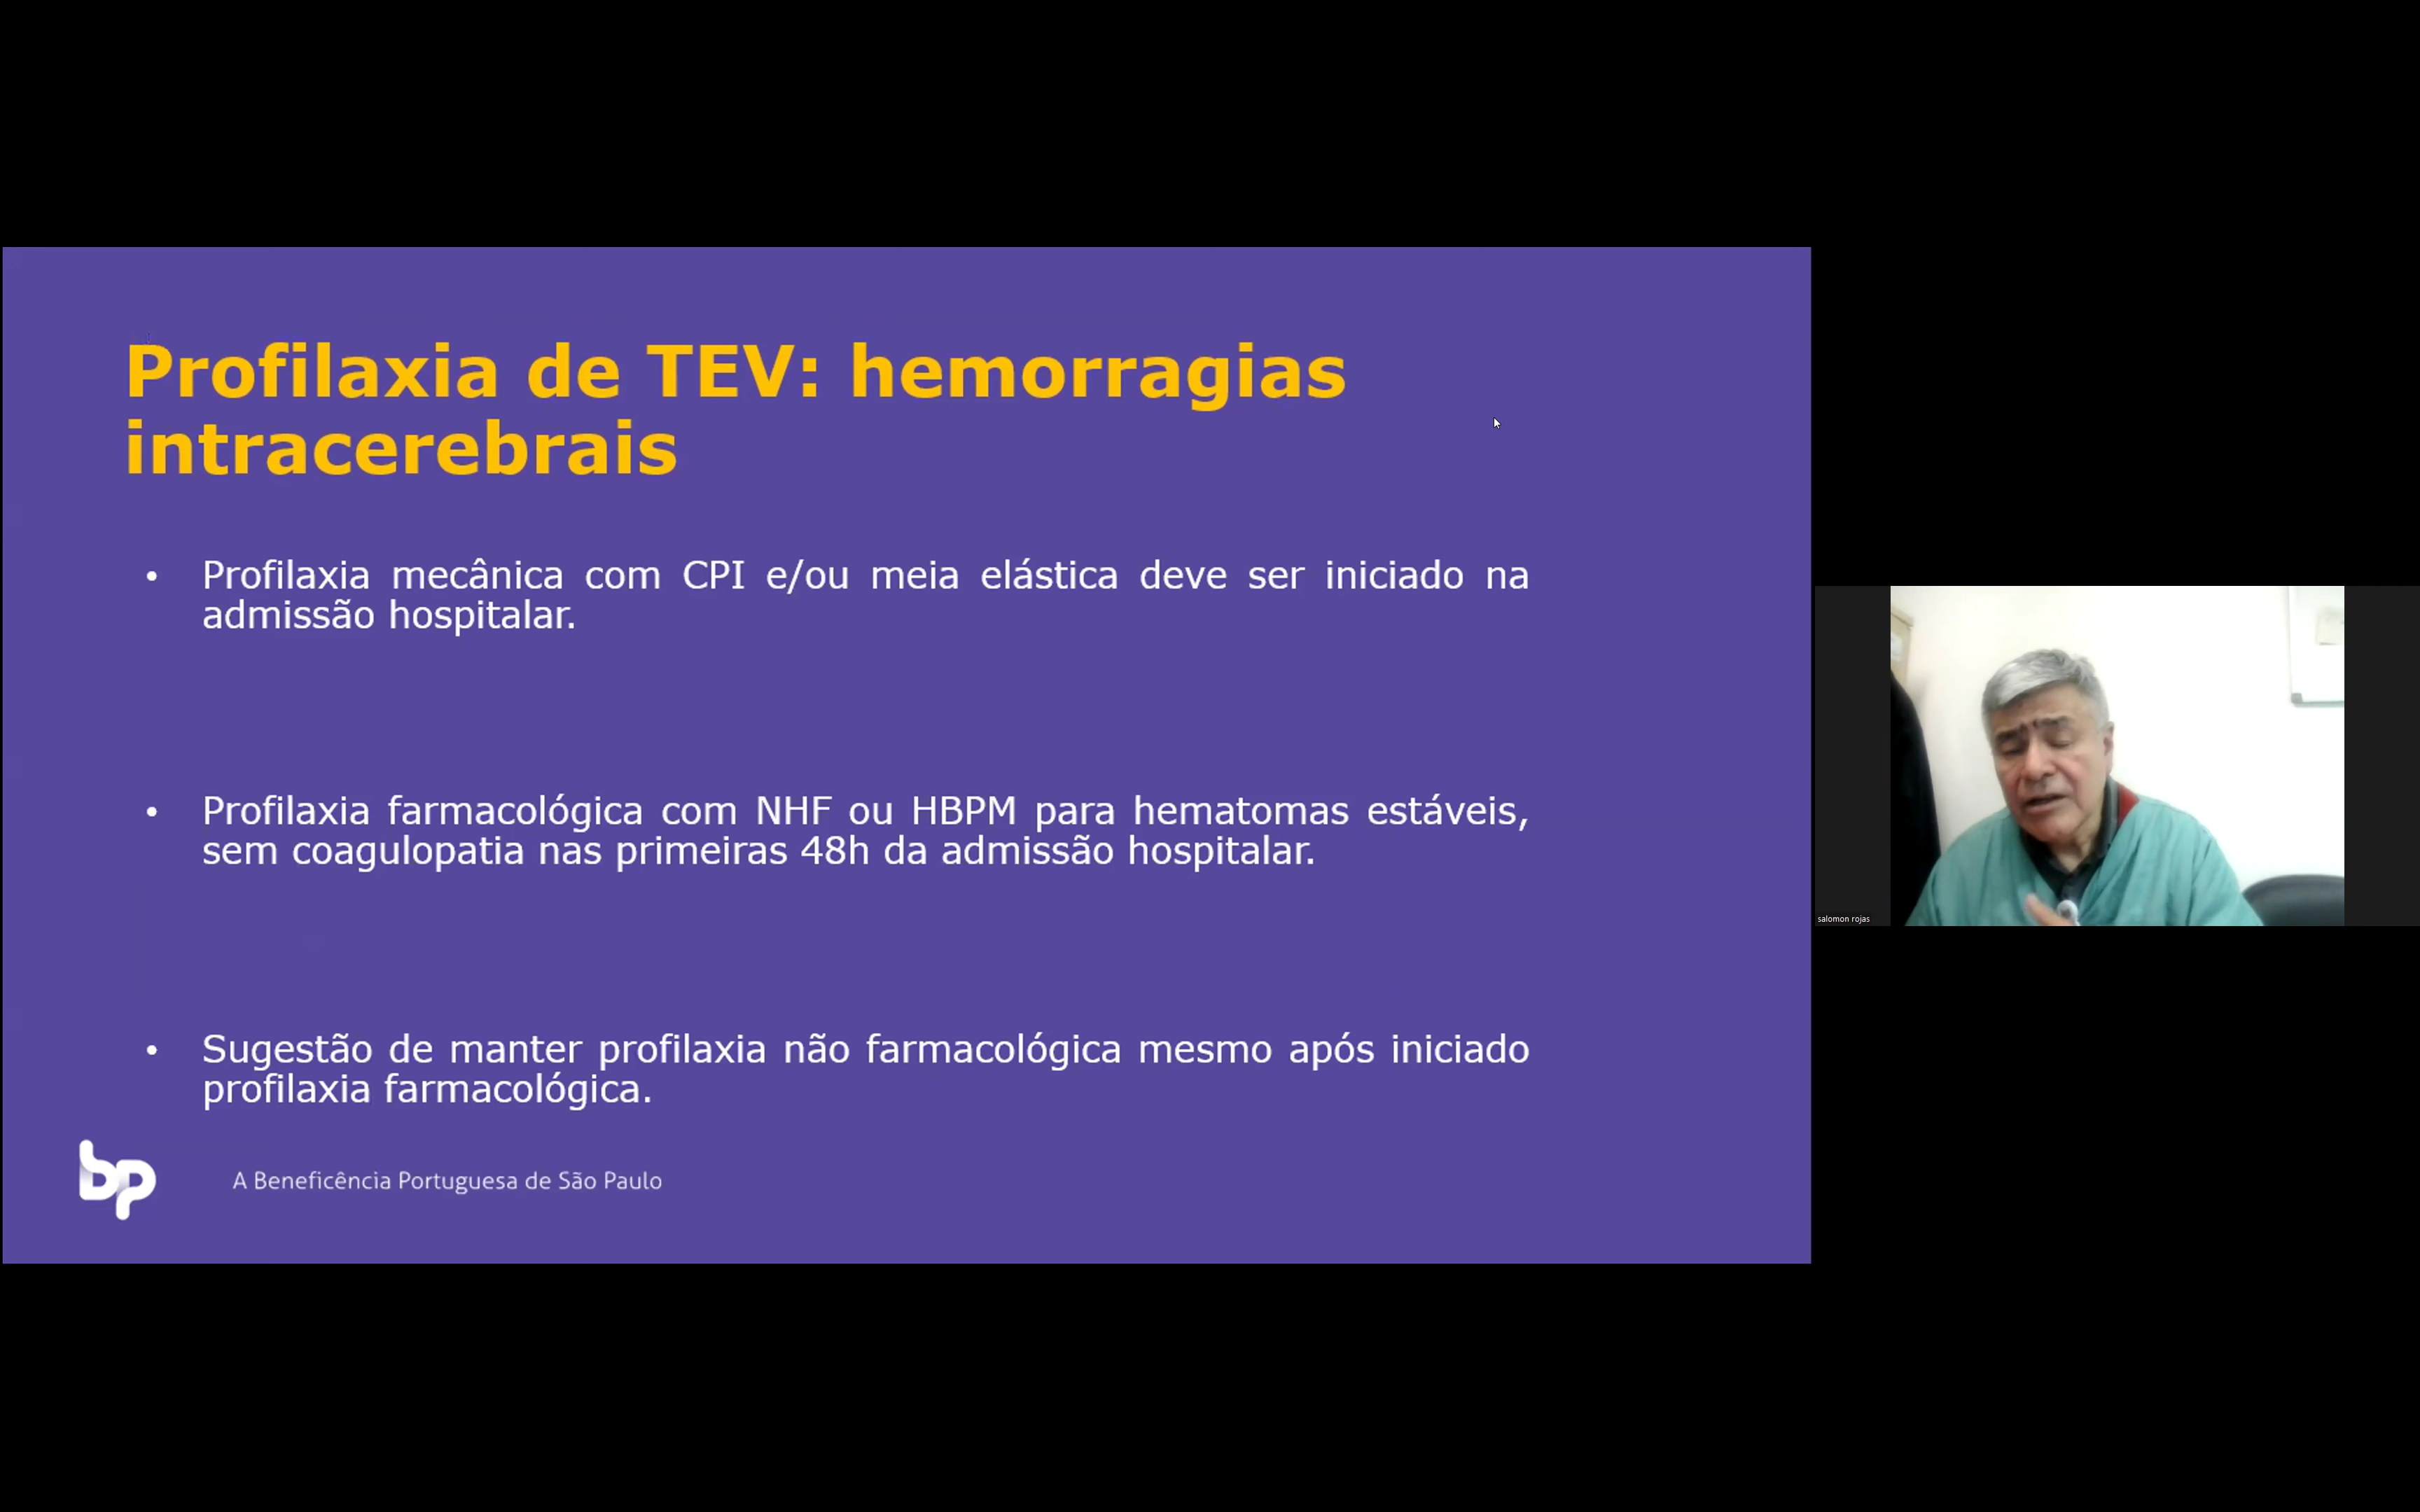 Profilaxia de TEV: hemorragias
intracerebrais
• Profilaxia mecânica com CPI e/ou meia elástica deve ser iniciado na
admissão hospitalar.
• Profilaxia farmacológica com NHF ou HBPM para hematomas estáveis,
sem coagulopatia nas primeiras 48h da admissão hospitalar.
• Sugestão de manter profilaxia não farmacológica mesmo após iniciado
profilaxia farmacológica.
bp
A Beneficência Portuguesa de São Paulo
salomon rojas